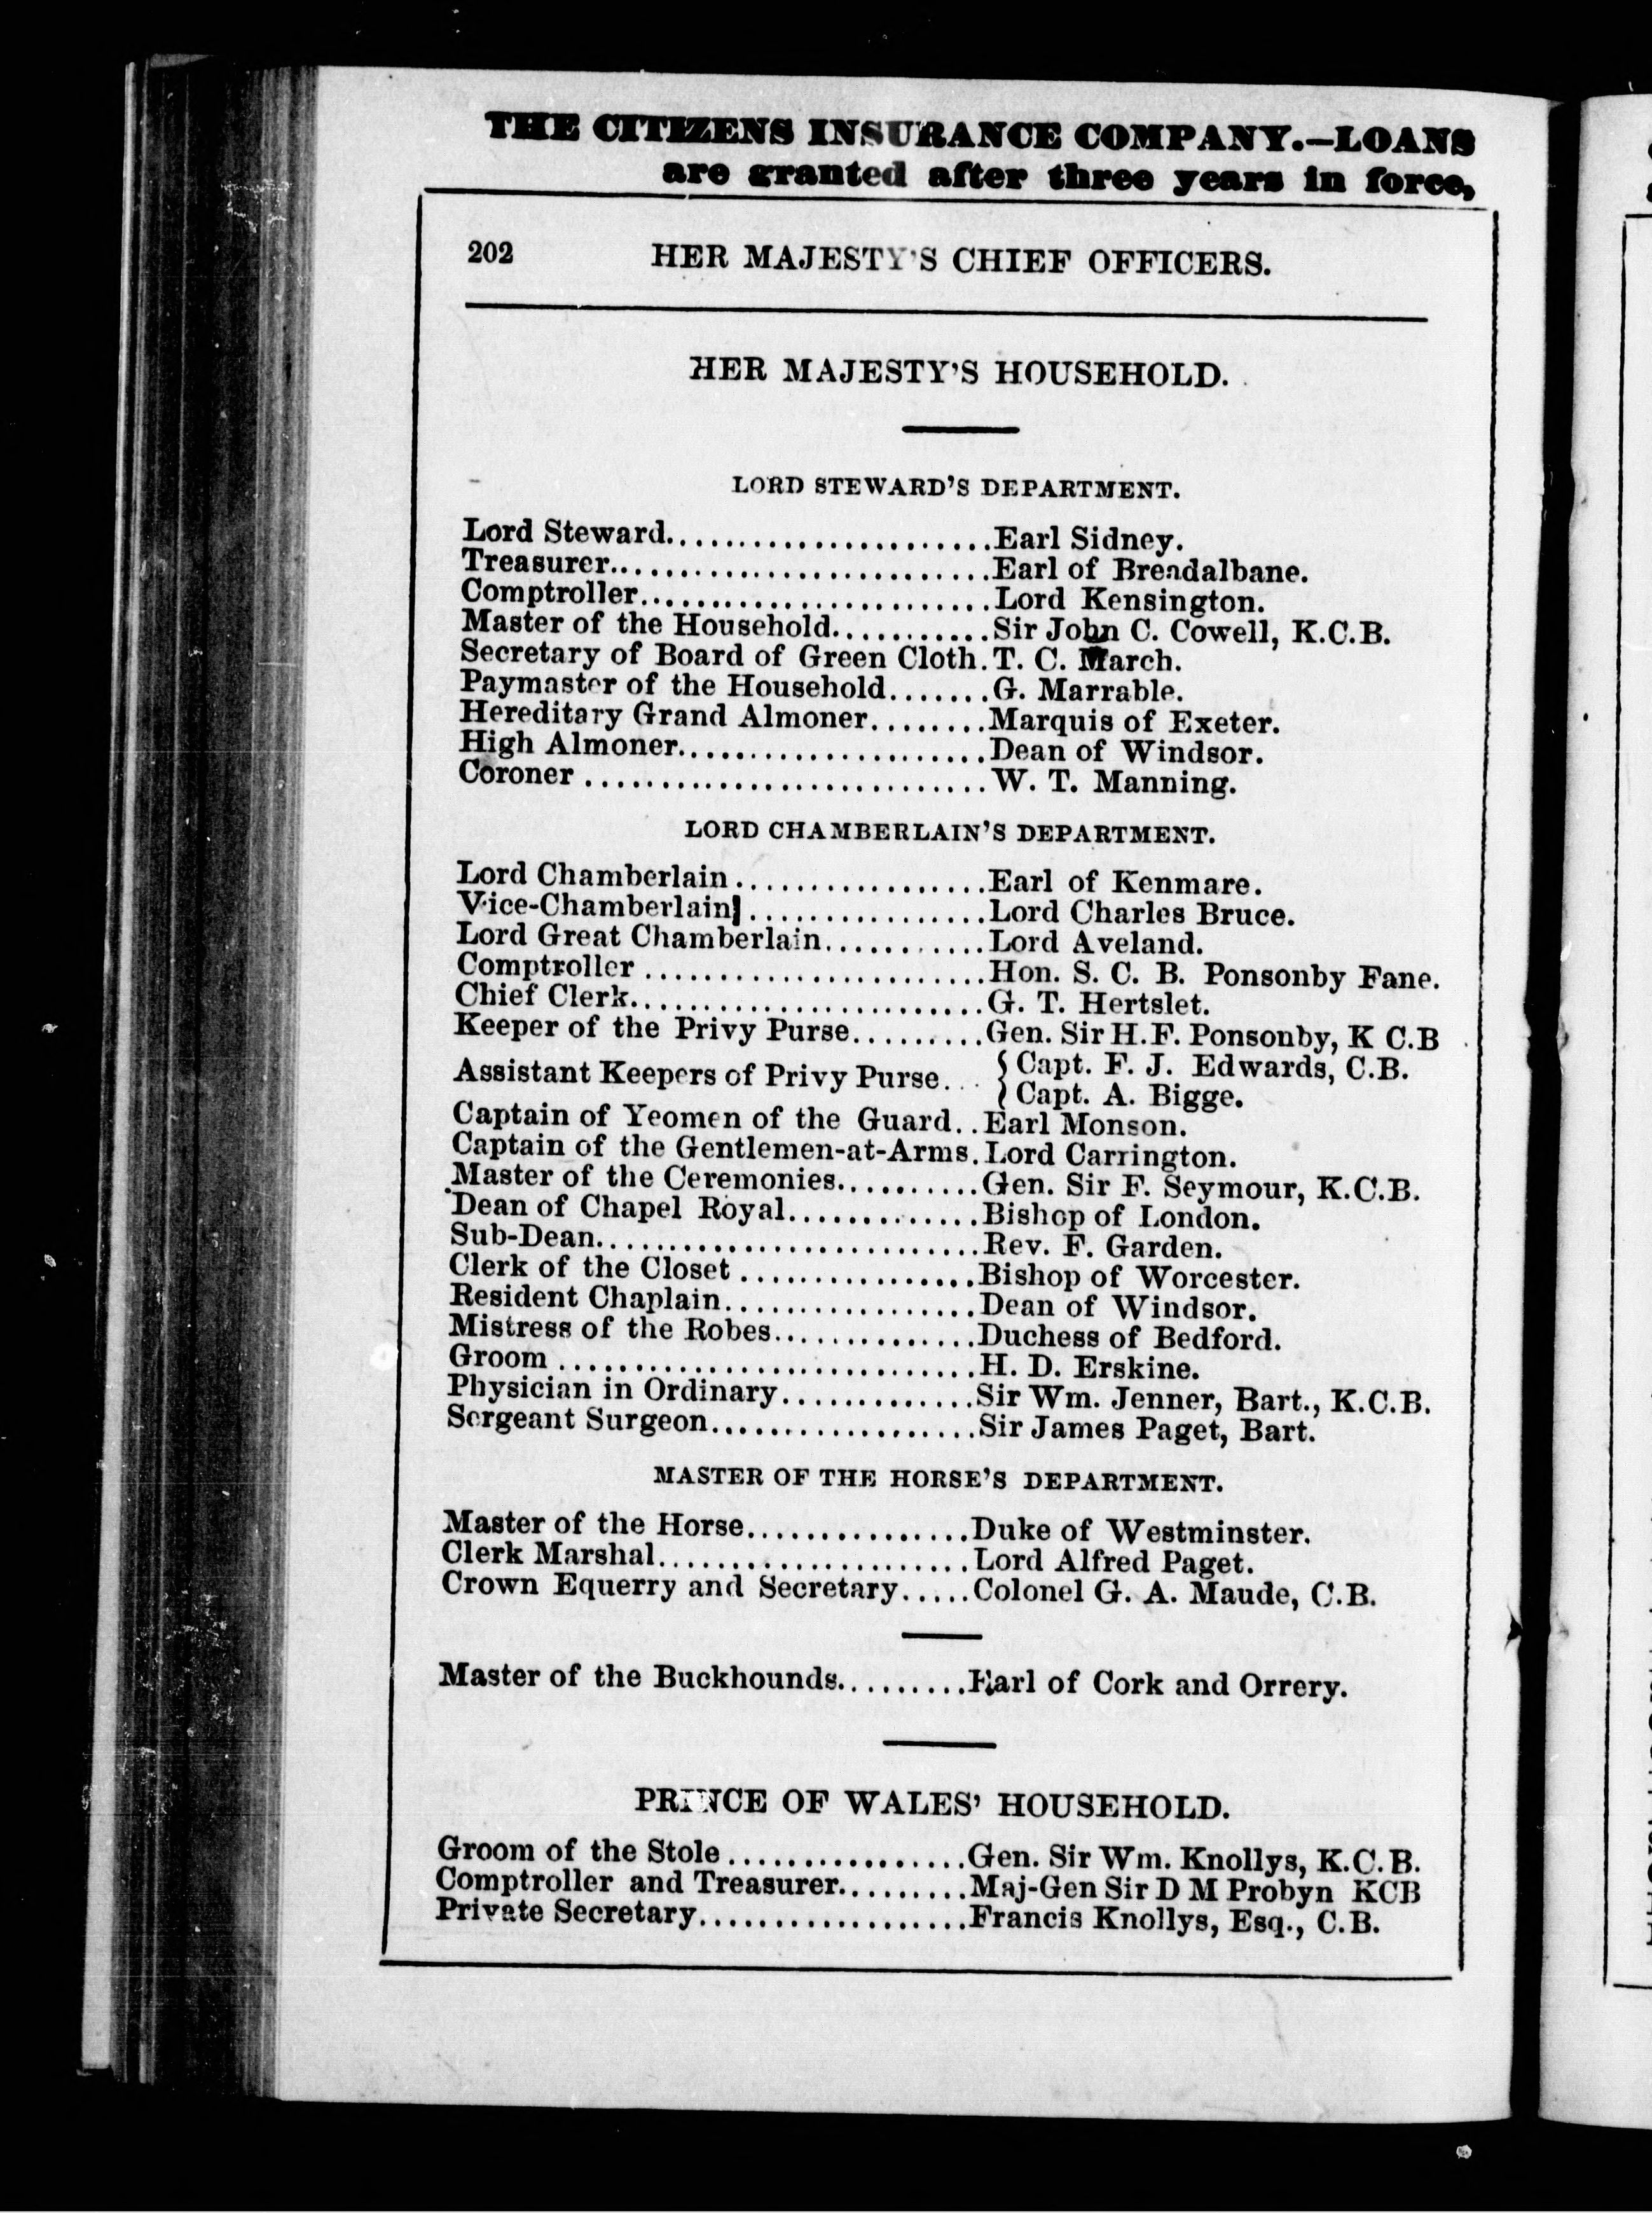 THE CITIZENS INSURANCE COMPANY.—LOANS
are granted after three years in force,
202 HER MAJESTY'S CHIEF OFFICERS.
HER MAJESTY'S HOUSEHOLD.
LORD STEWARD'S DEPARTMENT.
Lord Steward......................Earl Sidney.
Treasurer..........................Earl of Breadalbane.
Comptroller........................Lord Kensington.
Master of the Household...........Sir John C. Cowell, K.C.B.
Secretary of Board of Green Cloth.T. C. March.
Paymaster of the Household.......G. Marrable.
Hereditary Grand Almoner........Marquis of Exeter.
High Almoner.....................Dean of Windsor.
Coroner ...........................W. T. Manning.
LORD CHAMBERLAIN'S DEPARTMENT.
Lord Chamberlain.................Earl of Kenmare.
Vice-Chamberlain................Lord Charles Bruce.
Lord Great Chamberlain...........Lord Aveland.
Comptroller.......................Hon. S. C. B. Ponsonby Fane.
Chief Clerk........................G. T. Hertslet.
Keeper of the Privy Purse.........Gen. Sir H.F. Ponsonby, K C.B
Assistant Keepers of Privy Purse... { Capt. F. J. Edwards, C.B.
{ Capt. A. Bigge.
Captain of Yeomen of the Guard..Earl Monson.
Captain of the Gentlemen-at-Arms.Lord Carrington.
Master of the Ceremonies..........Gen. Sir F. Seymour, K.C.B.
Dean of Chapel Royal.............Bishop of London.
Sub-Dean..........................Rev. F. Garden.
Clerk of the Closet................Bishop of Worcester.
Resident Chaplain.................Dean of Windsor.
Mistress of the Robes..............Duchess of Bedford.
Groom ............................H. D. Erskine.
Physician in Ordinary.............Sir Wm. Jenner, Bart., K.C.B.
Sergeant Surgeon..................Sir James Paget, Bart.
MASTER OF THE HORSE'S DEPARTMENT.
Master of the Horse...............Duke of Westminster.
Clerk Marshal.....................Lord Alfred Paget.
Crown Equerry and Secretary.....Colonel G. A. Maude, C.B.
Master of the Buckhounds.........Earl of Cork and Orrery.
PRINCE OF WALES' HOUSEHOLD.
Groom of the Stole................Gen. Sir Wm. Knollys, K.C.B.
Comptroller and Treasurer.........Maj-Gen Sir D M Probyn KCB
Private Secretary..................Francis Knollys, Esq., C.B.